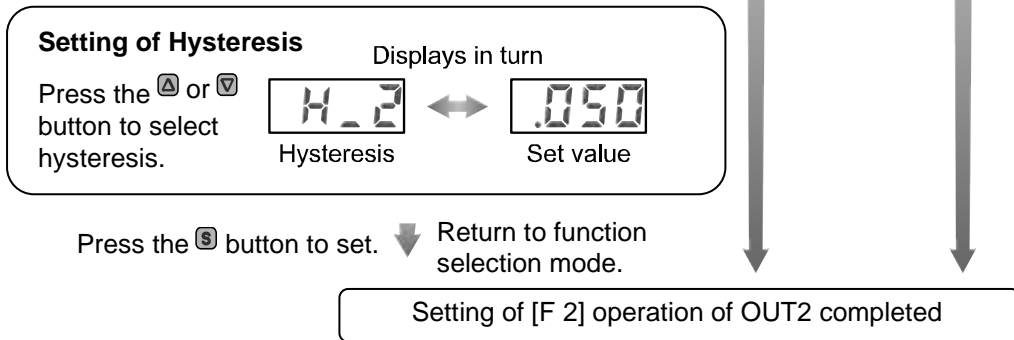 Setting of Hysteresis
Displays in turn
Press the △ or ▽
button to select
hysteresis.
H_2
.050
Hysteresis
Set value
Press the S button to set.
Return to function
selection mode.
Setting of [F 2] operation of OUT2 completed